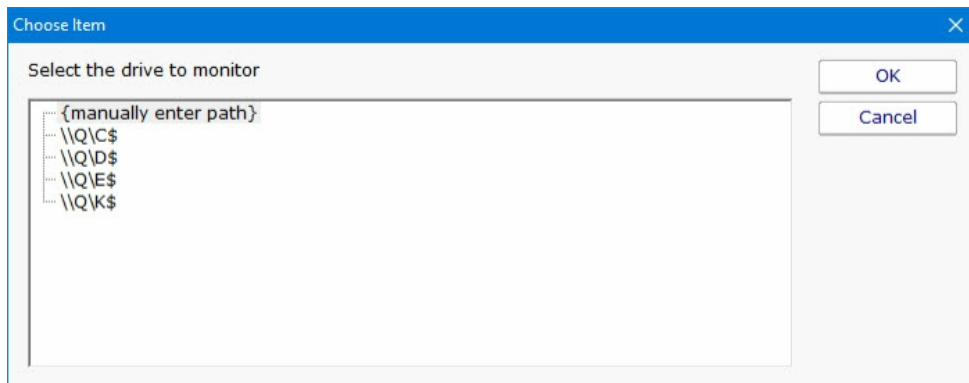 Choose Item
Select the drive to monitor
OK
{manually enter path}
Cancel
\\Q\C$
\\Q\D$
\\Q\E$
\\Q\K$